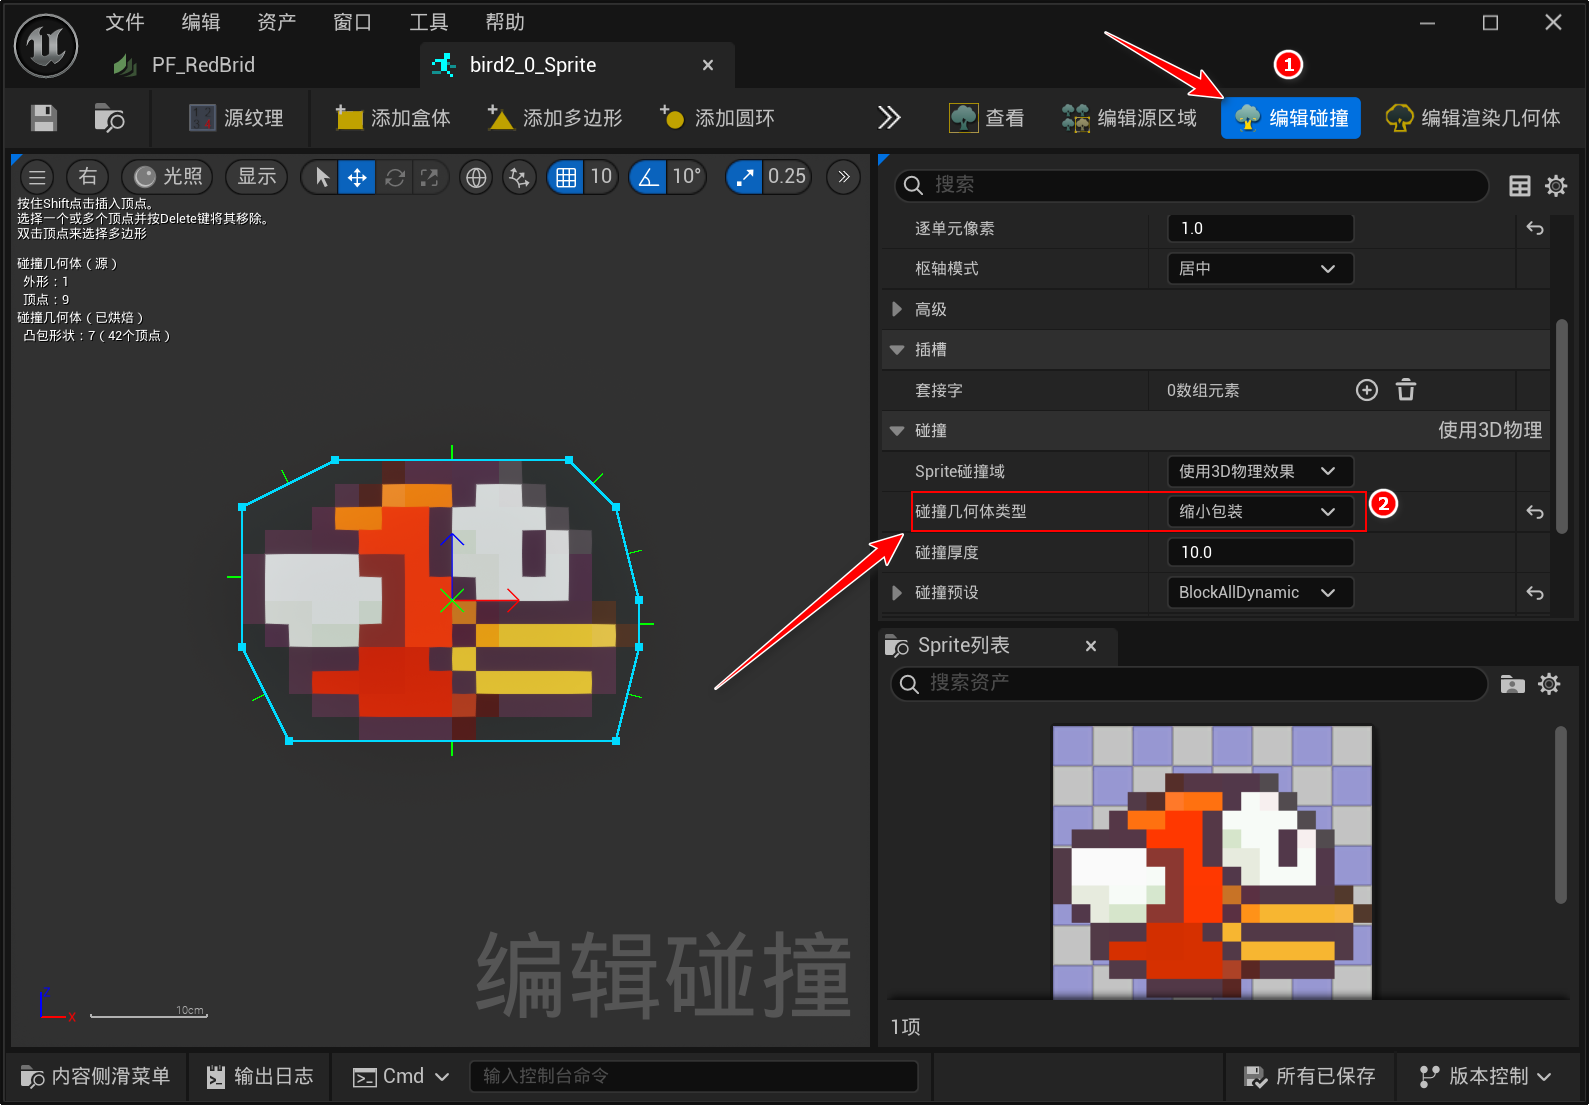 文件 编辑 资产 窗口 工具 帮助
PF_RedBrid
bird2_0_Sprite
1
源纹理
添加盒体
添加多边形
添加圆环
查看
编辑源区域
编辑碰撞
编辑渲染几何体
右
光照
显示
10
10°
0.25
按住Shift点击插入顶点。
选择一个或多个顶点并按Delete键将其移除。
双击顶点来选择多边形
碰撞几何体（源）
外形：1
顶点：9
碰撞几何体（已烘焙）
凸包形状：7（42个顶点）
编辑碰撞
Z
X
10cm
搜索
逐单元像素 1.0
枢轴模式 居中
高级
插槽
套接字 0数组元素
碰撞 使用3D物理
Sprite碰撞域 使用3D物理效果
碰撞几何体类型 缩小包装
2
碰撞厚度 10.0
碰撞预设 BlockAllDynamic
Sprite列表
搜索资产
1项
内容侧滑菜单
输出日志
Cmd
输入控制台命令
所有已保存
版本控制